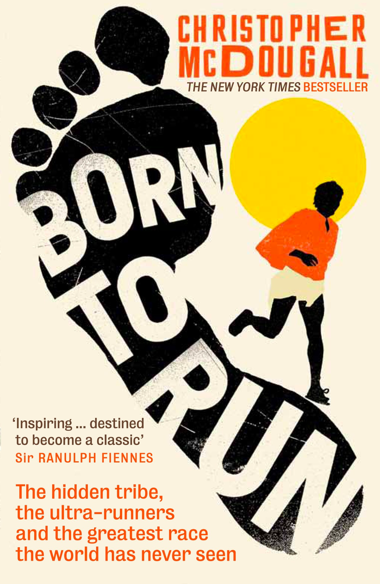 CHRISTOPHER
McDOUGALL
THE NEW YORK TIMES BESTSELLER
BORN
TO
RUN
‘Inspiring ... destined
to become a classic’
Sir RANULPH FIENNES
The hidden tribe,
the ultra-runners
and the greatest race
the world has never seen